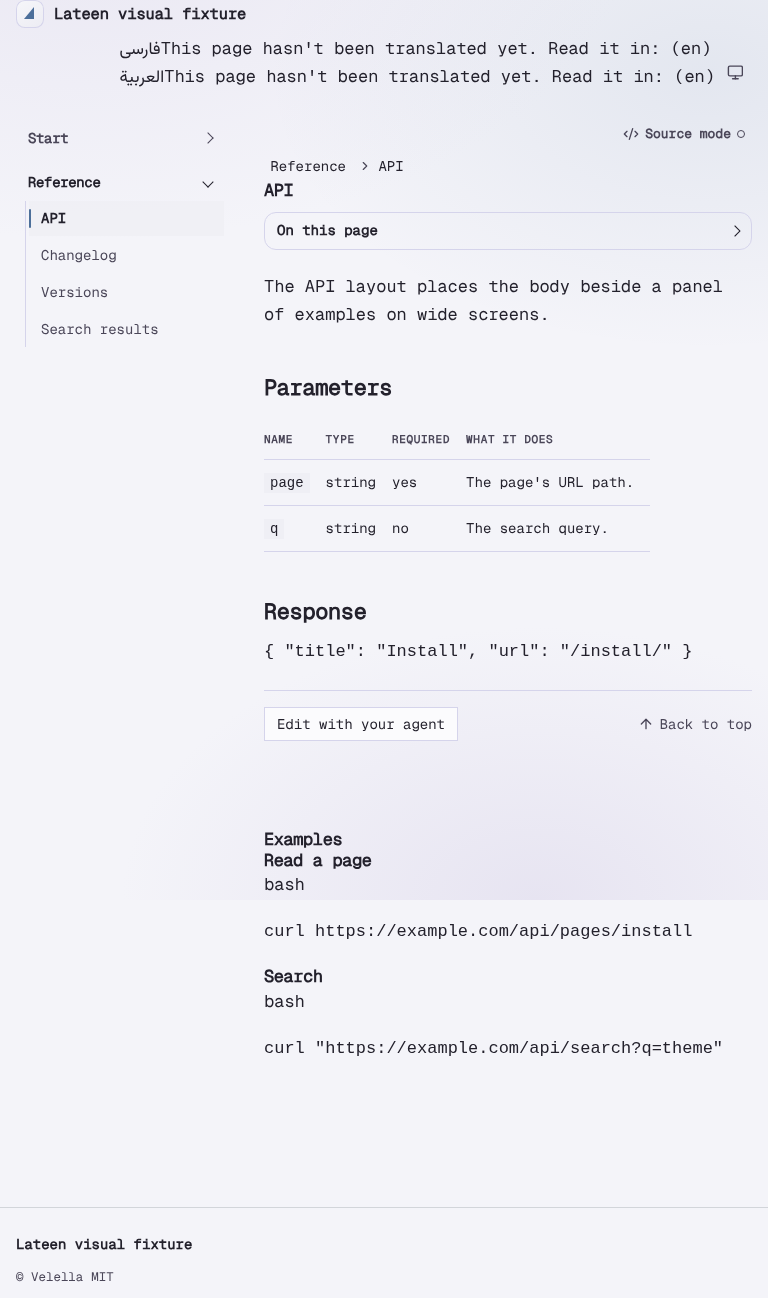 Lateen visual fixture
فارسیThis page hasn't been translated yet. Read it in: (en)
العربيةThis page hasn't been translated yet. Read it in: (en)
Source mode
Start
Reference
API
Changelog
Versions
Search results
Reference API
API
On this page
The API layout places the body beside a panel
of examples on wide screens.
Parameters
NAME TYPE REQUIRED WHAT IT DOES
page string yes The page's URL path.
q string no The search query.
Response
{ "title": "Install", "url": "/install/" }
Edit with your agent
Back to top
Examples
Read a page
bash
curl https://example.com/api/pages/install
Search
bash
curl "https://example.com/api/search?q=theme"
Lateen visual fixture
© Velella MIT